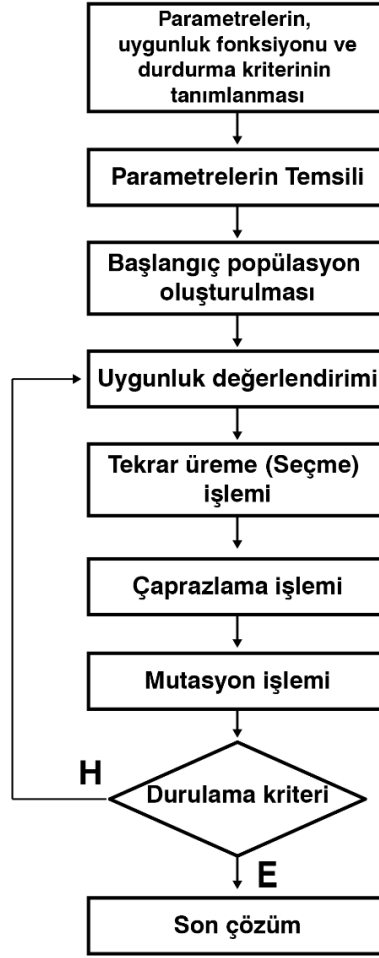 Parametrelerin,
uygunluk fonksiyonu ve
durdurma kriterinin
tanımlanması
Parametrelerin Temsili
Başlangıç popülasyon
oluşturulması
Uygunluk değerlendirimi
Tekrar üreme (Seçme)
işlemi
Çaprazlama işlemi
Mutasyon işlemi
H
Durulama kriteri
E
Son çözüm